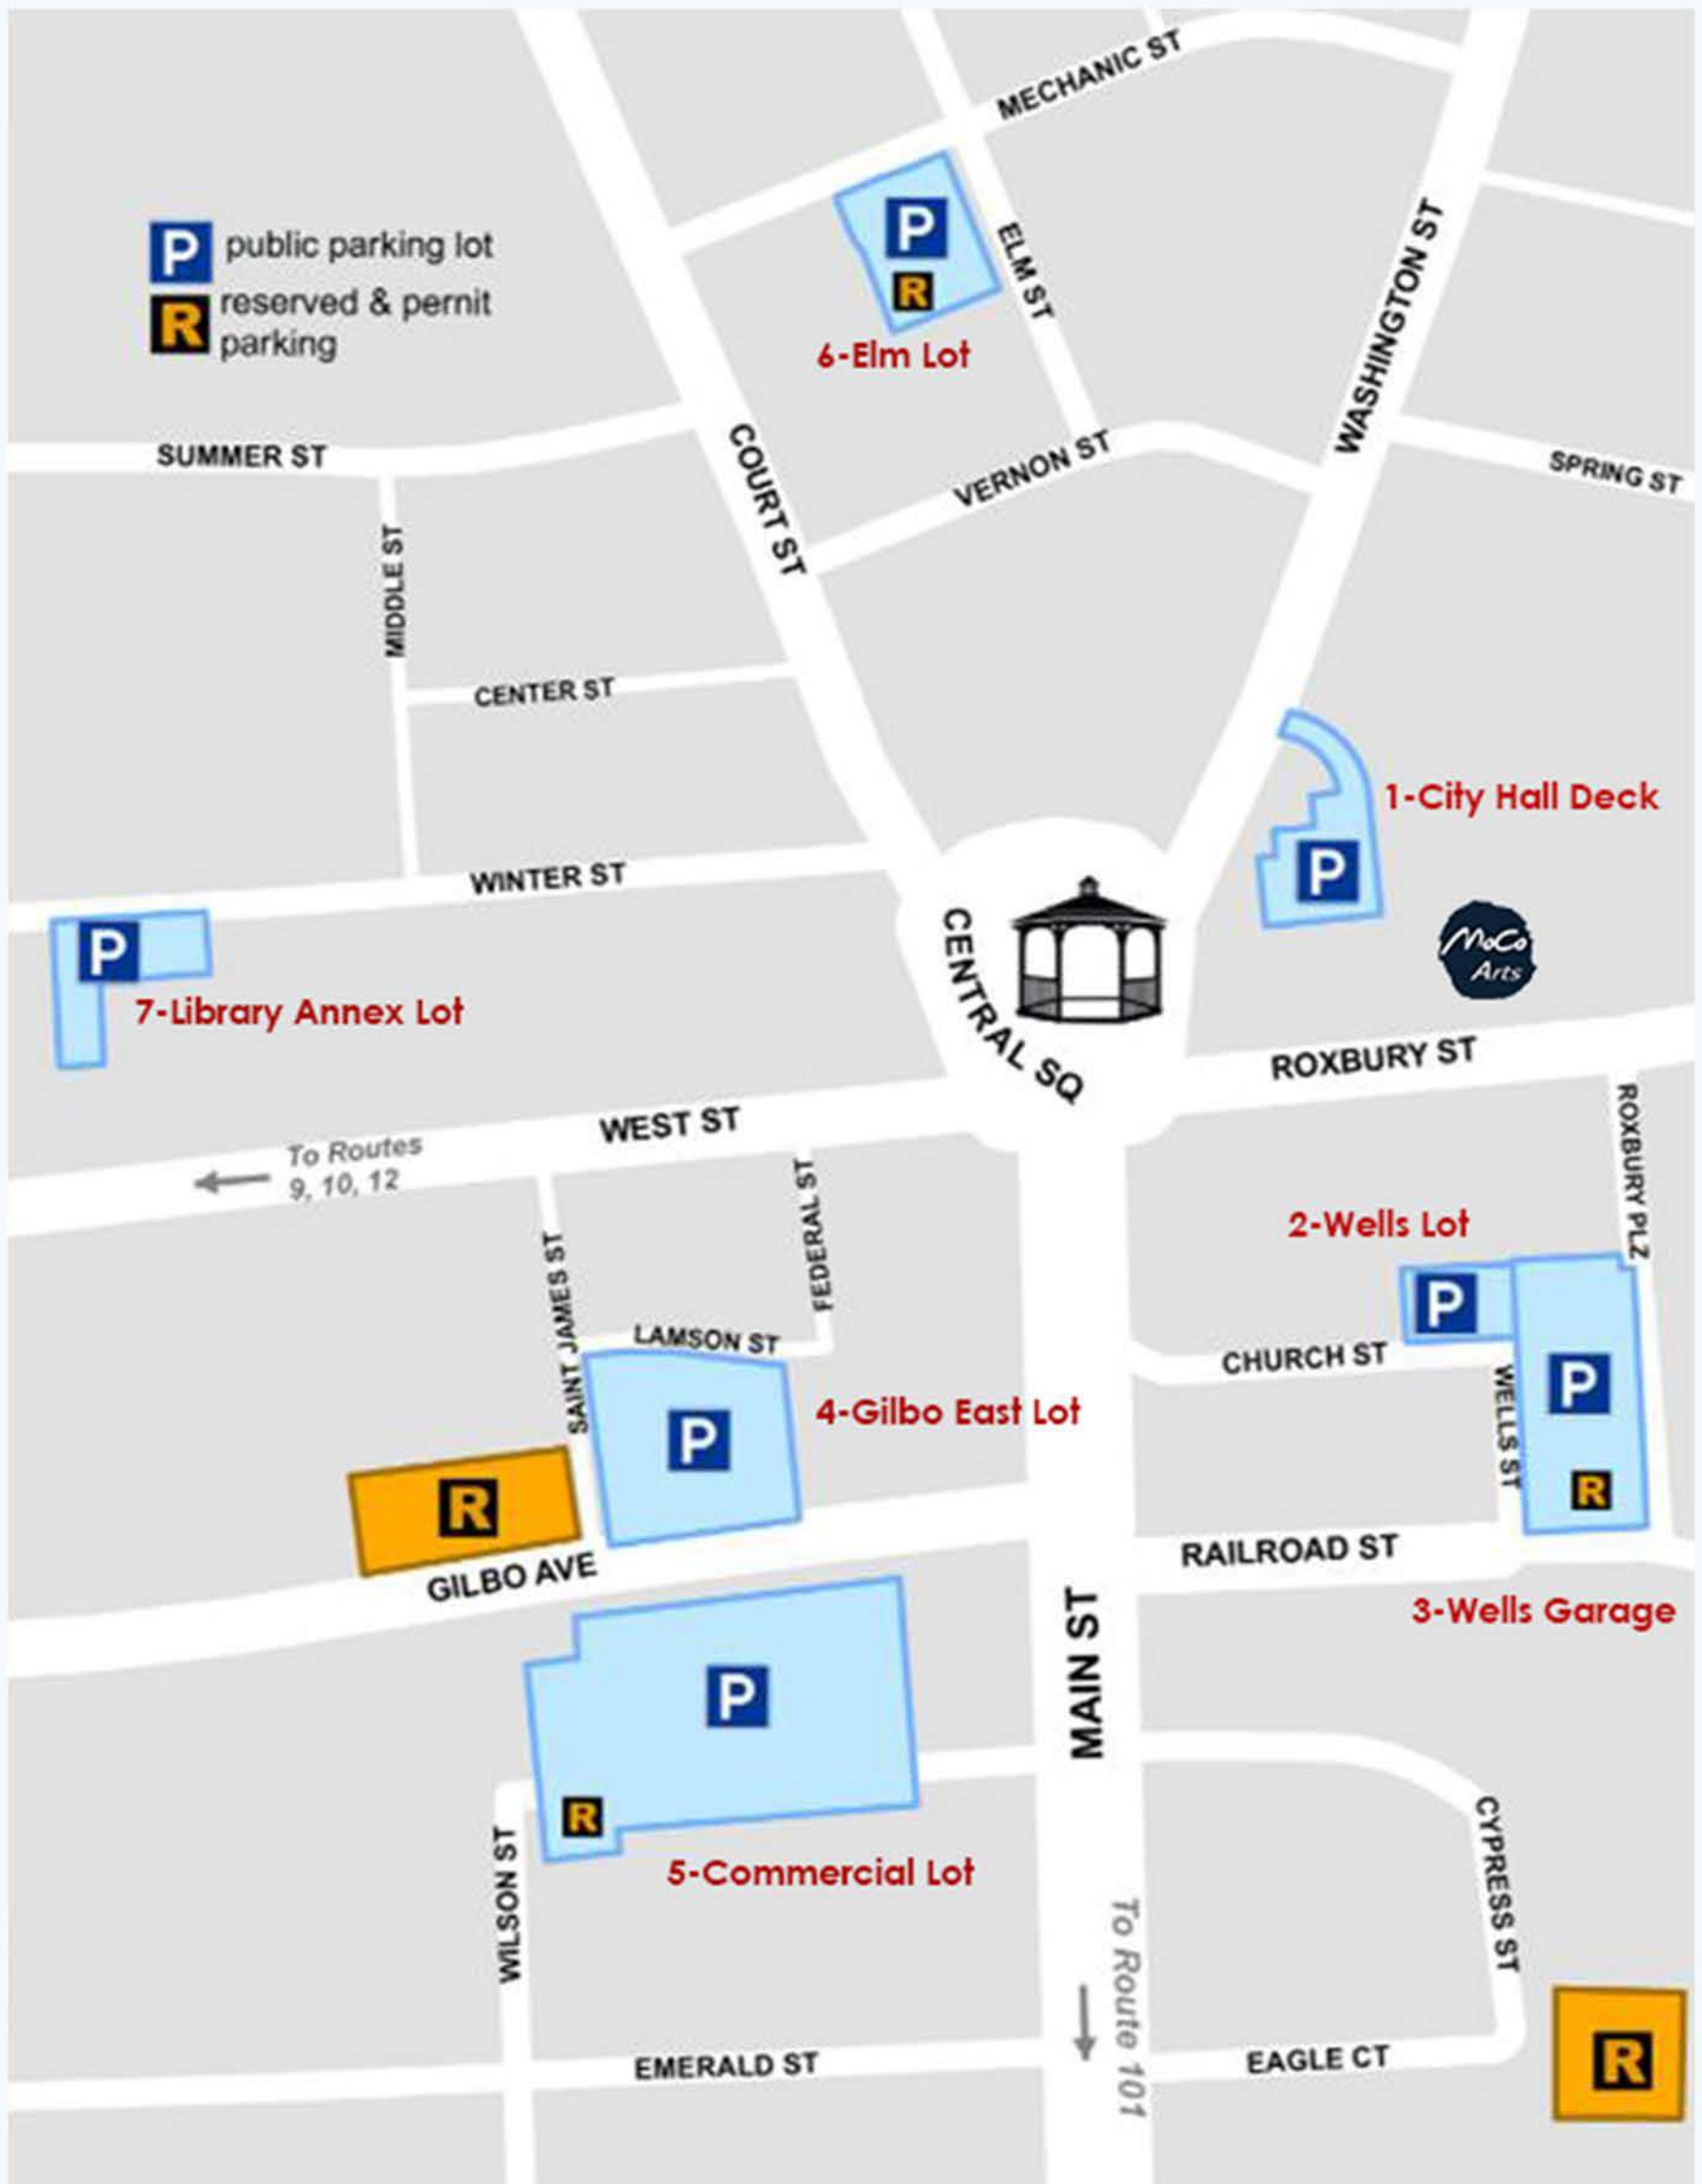 MECHANIC ST
P public parking lot
R reserved & pernit
parking
P
R
ELM ST
6-Elm Lot
WASHINGTON ST
SUMMER ST
COURT ST
VERNON ST
SPRING ST
MIDDLE ST
CENTER ST
1-City Hall Deck
P
WINTER ST
CENTRAL SQ
MoCo
Arts
P
7-Library Annex Lot
ROXBURY ST
WEST ST
To Routes
9, 10, 12
ROXBURY PLZ
FEDERAL ST
2-Wells Lot
SAINT JAMES ST
P
LAMSON ST
CHURCH ST
P
WELLS ST
4-Gilbo East Lot
P
R
R
GILBO AVE
RAILROAD ST
3-Wells Garage
MAIN ST
P
R
5-Commercial Lot
CYPRESS ST
WILSON ST
To Route 101
R
EMERALD ST
EAGLE CT